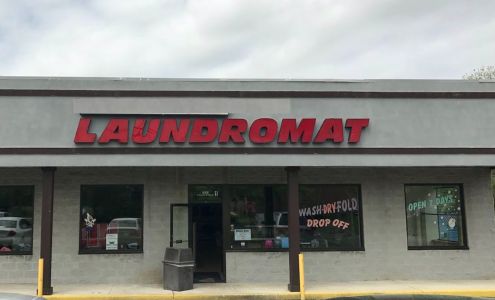 LAUNDROMAT
WASH DRY FOLD
DROP OFF
OPEN 7 DAYS